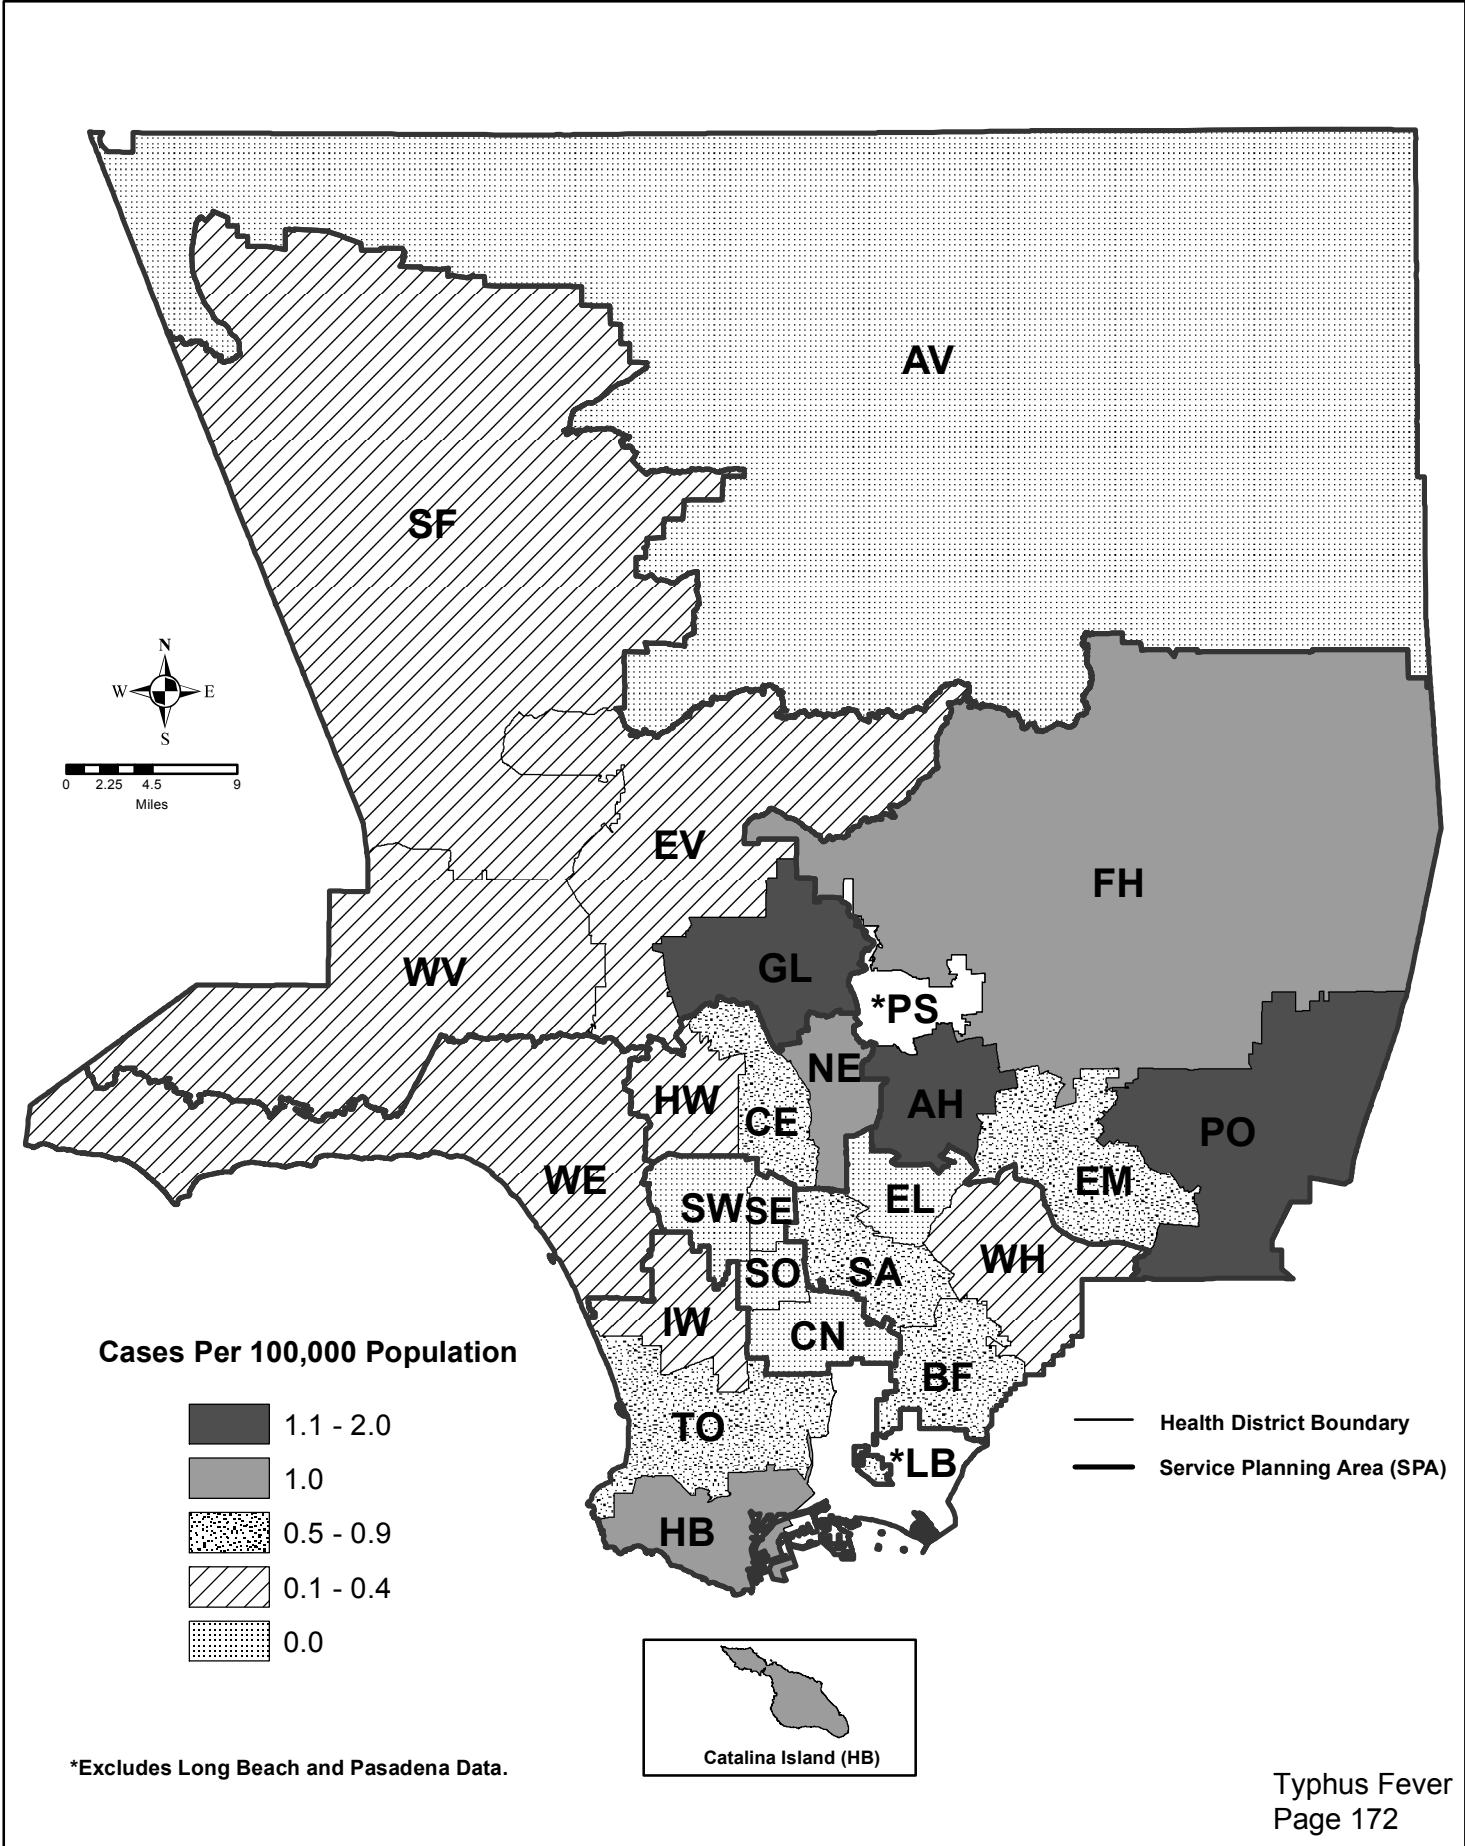 AV
SF
N
W E
S
0 2.25 4.5 9
Miles
EV
FH
WV
GL
*PS
NE
HW
CE
AH
PO
WE
EM
SW
SE
EL
WH
SO
SA
IW
CN
BF
TO
*LB
HB
Cases Per 100,000 Population
1.1 - 2.0
1.0
0.5 - 0.9
0.1 - 0.4
0.0
Health District Boundary
Service Planning Area (SPA)
Catalina Island (HB)
*Excludes Long Beach and Pasadena Data.
Typhus Fever
Page 172